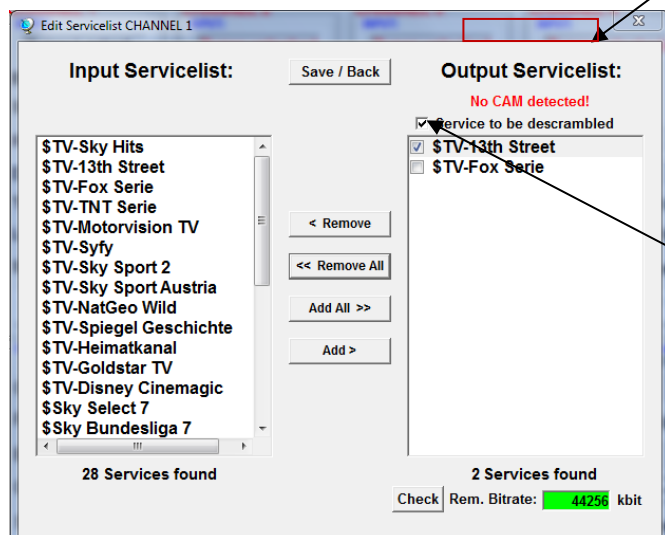 Edit Servicelist CHANNEL 1
Input Servicelist:
Save / Back
Output Servicelist:
No CAM detected!
Service to be descrambled
$TV-Sky Hits
$TV-13th Street
$TV-Fox Serie
$TV-TNT Serie
$TV-Motorvision TV
$TV-Syfy
$TV-Sky Sport 2
$TV-Sky Sport Austria
$TV-NatGeo Wild
$TV-Spiegel Geschichte
$TV-Heimatkanal
$TV-Goldstar TV
$TV-Disney Cinemagic
$Sky Select 7
$Sky Bundesliga 7
28 Services found
< Remove
<< Remove All
Add All >>
Add >
$TV-13th Street
$TV-Fox Serie
2 Services found
Check Rem. Bitrate: 44256 kbit